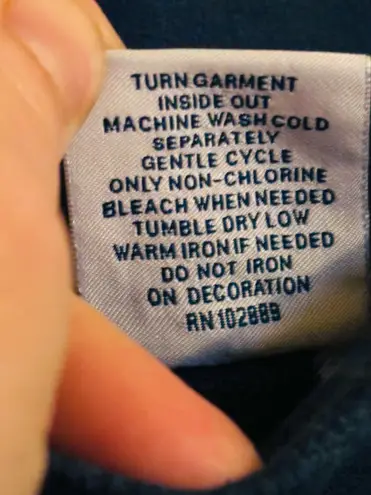 TURN GARMENT
INSIDE OUT
MACHINE WASH COLD
SEPARATELY
GENTLE CYCLE
ONLY NON-CHLORINE
BLEACH WHEN NEEDED
TUMBLE DRY LOW
WARM IRON IF NEEDED
DO NOT IRON
ON DECORATION
RN 102889